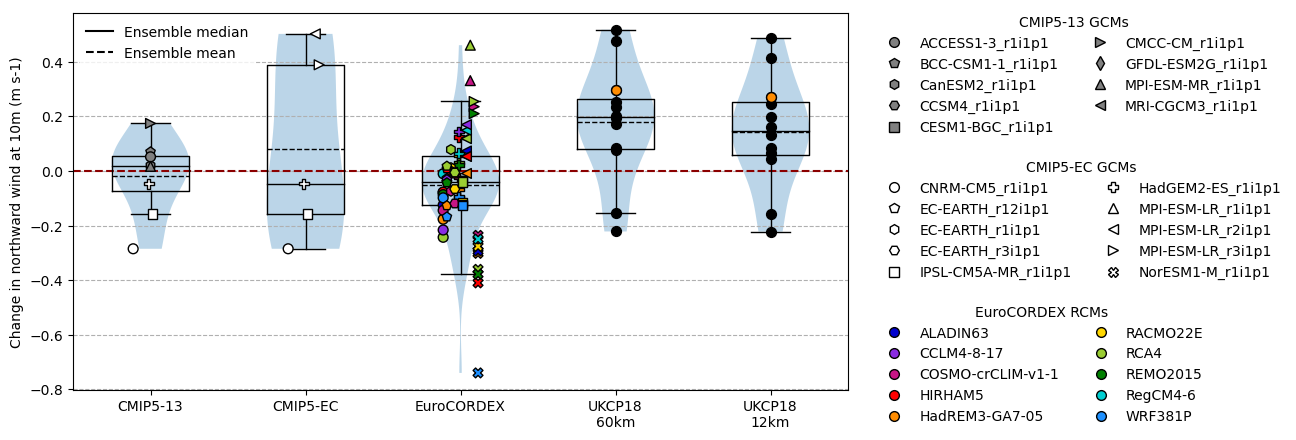 Change in northward wind at 10m (m s-1)
0.4
0.2
0.0
−0.2
−0.4
−0.6
−0.8
Ensemble median
Ensemble mean
CMIP5-13
CMIP5-EC
EuroCORDEX
UKCP18
60km
UKCP18
12km
CMIP5-13 GCMs
ACCESS1-3_r1i1p1
BCC-CSM1-1_r1i1p1
CanESM2_r1i1p1
CCSM4_r1i1p1
CESM1-BGC_r1i1p1
CMCC-CM_r1i1p1
GFDL-ESM2G_r1i1p1
MPI-ESM-MR_r1i1p1
MRI-CGCM3_r1i1p1
CMIP5-EC GCMs
CNRM-CM5_r1i1p1
EC-EARTH_r12i1p1
EC-EARTH_r1i1p1
EC-EARTH_r3i1p1
IPSL-CM5A-MR_r1i1p1
HadGEM2-ES_r1i1p1
MPI-ESM-LR_r1i1p1
MPI-ESM-LR_r2i1p1
MPI-ESM-LR_r3i1p1
NorESM1-M_r1i1p1
EuroCORDEX RCMs
ALADIN63
CCLM4-8-17
COSMO-crCLIM-v1-1
HIRHAM5
HadREM3-GA7-05
RACMO22E
RCA4
REMO2015
RegCM4-6
WRF381P